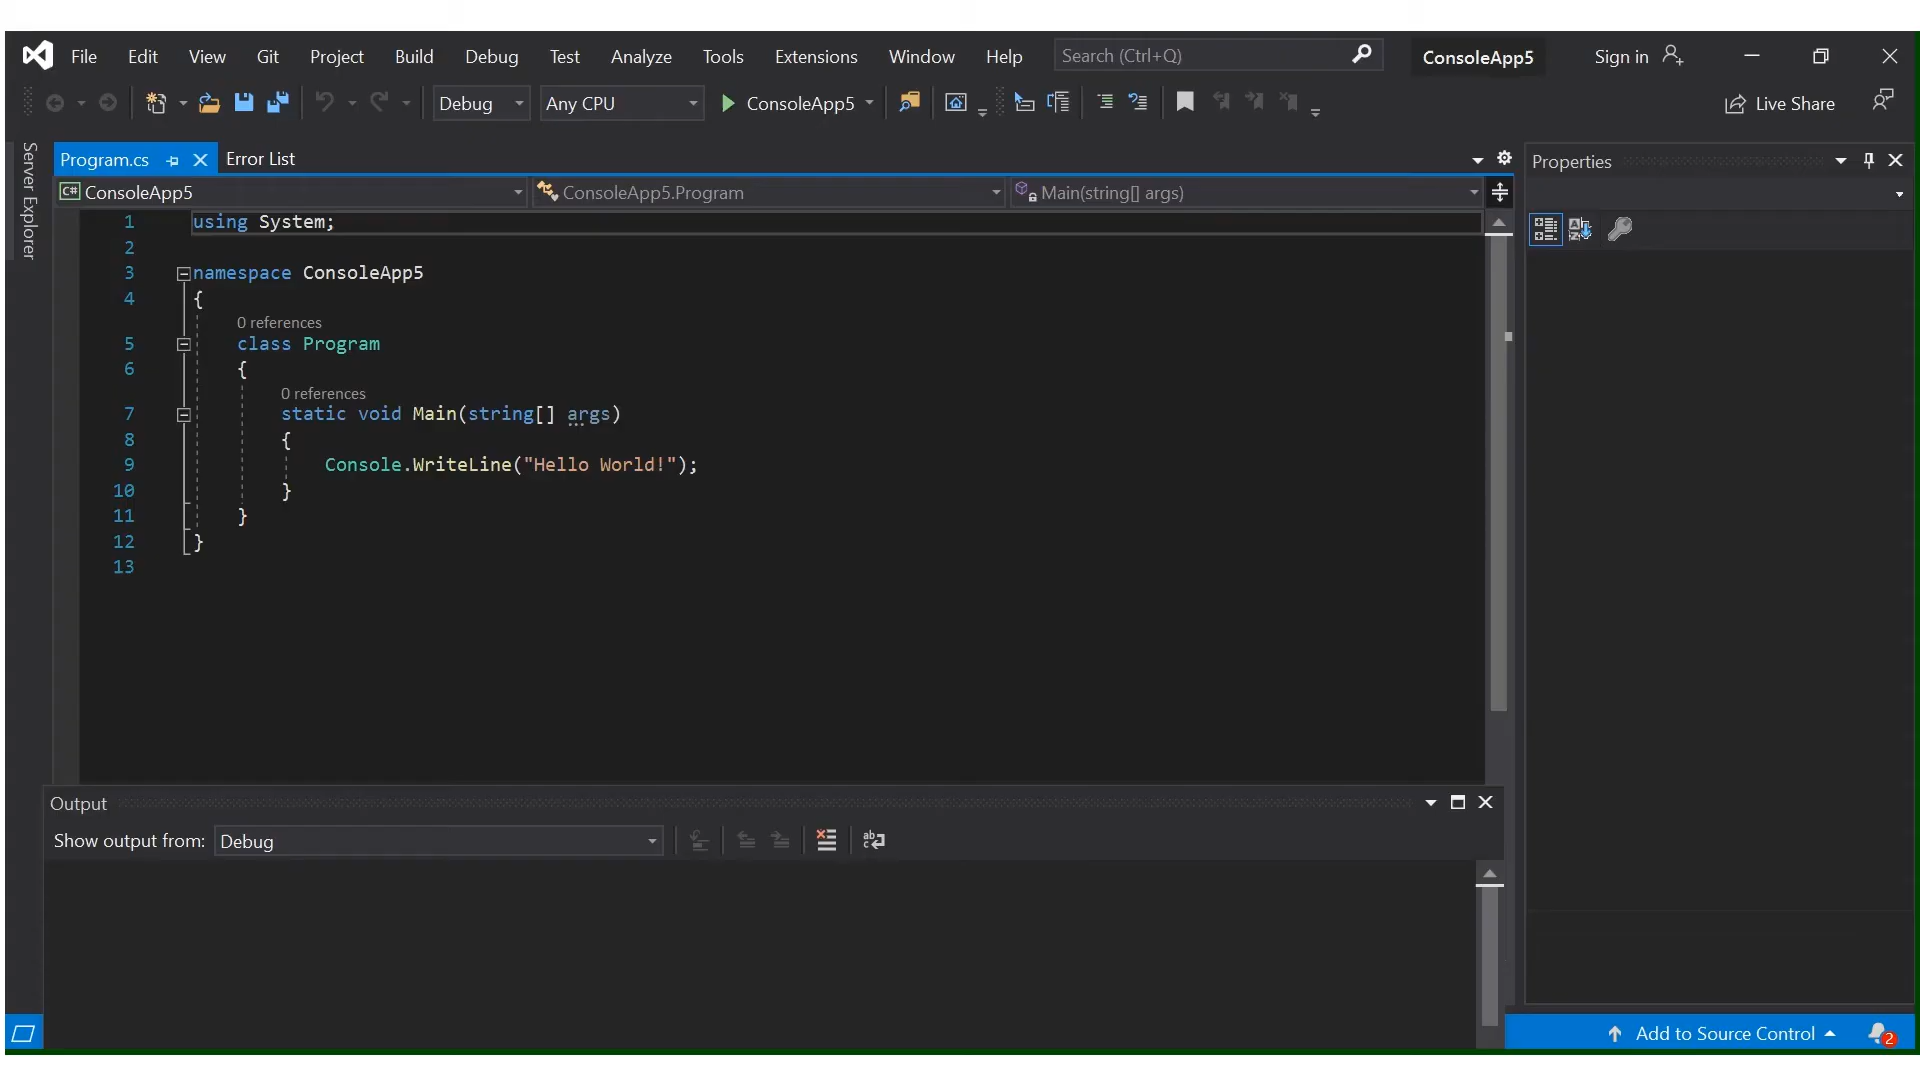 File Edit View Git Project Build Debug Test Analyze Tools Extensions Window Help Search (Ctrl+Q) ConsoleApp5 Sign in
Debug Any CPU ConsoleApp5 Live Share
Server Explorer
Program.cs Error List
Properties
C# ConsoleApp5 ConsoleApp5.Program Main(string[] args)
1 using System;
2
3 namespace ConsoleApp5
4 {
0 references
5 class Program
6 {
0 references
7 static void Main(string[] args)
8 {
9 Console.WriteLine("Hello World!");
10 }
11 }
12 }
13
Output
Show output from: Debug
Add to Source Control 2